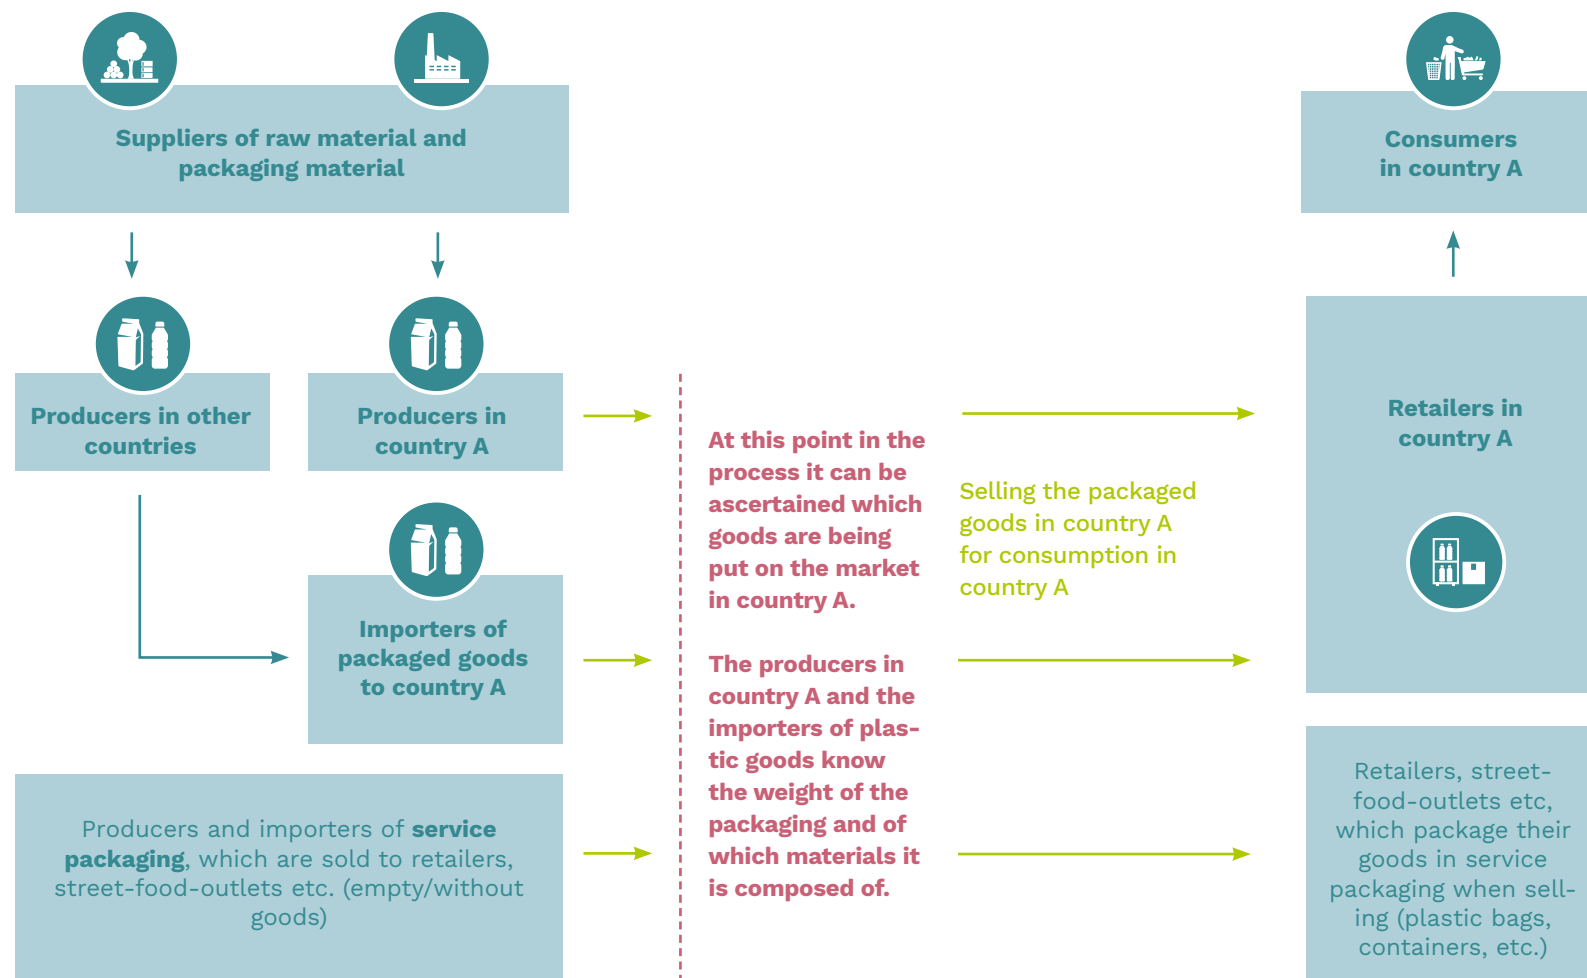 Suppliers of raw material and
packaging material
Consumers
in country A
Producers in other
countries
Producers in
country A
Importers of
packaged goods
to country A
Producers and importers of service
packaging, which are sold to retailers,
street-food-outlets etc. (empty/without
goods)
At this point in the
process it can be
ascertained which
goods are being
put on the market
in country A.
The producers in
country A and the
importers of plas-
tic goods know
the weight of the
packaging and of
which materials it
is composed of.
Selling the packaged
goods in country A
for consumption in
country A
Retailers in
country A
Retailers, street-
food-outlets etc,
which package their
goods in service
packaging when sell-
ing (plastic bags,
containers, etc.)